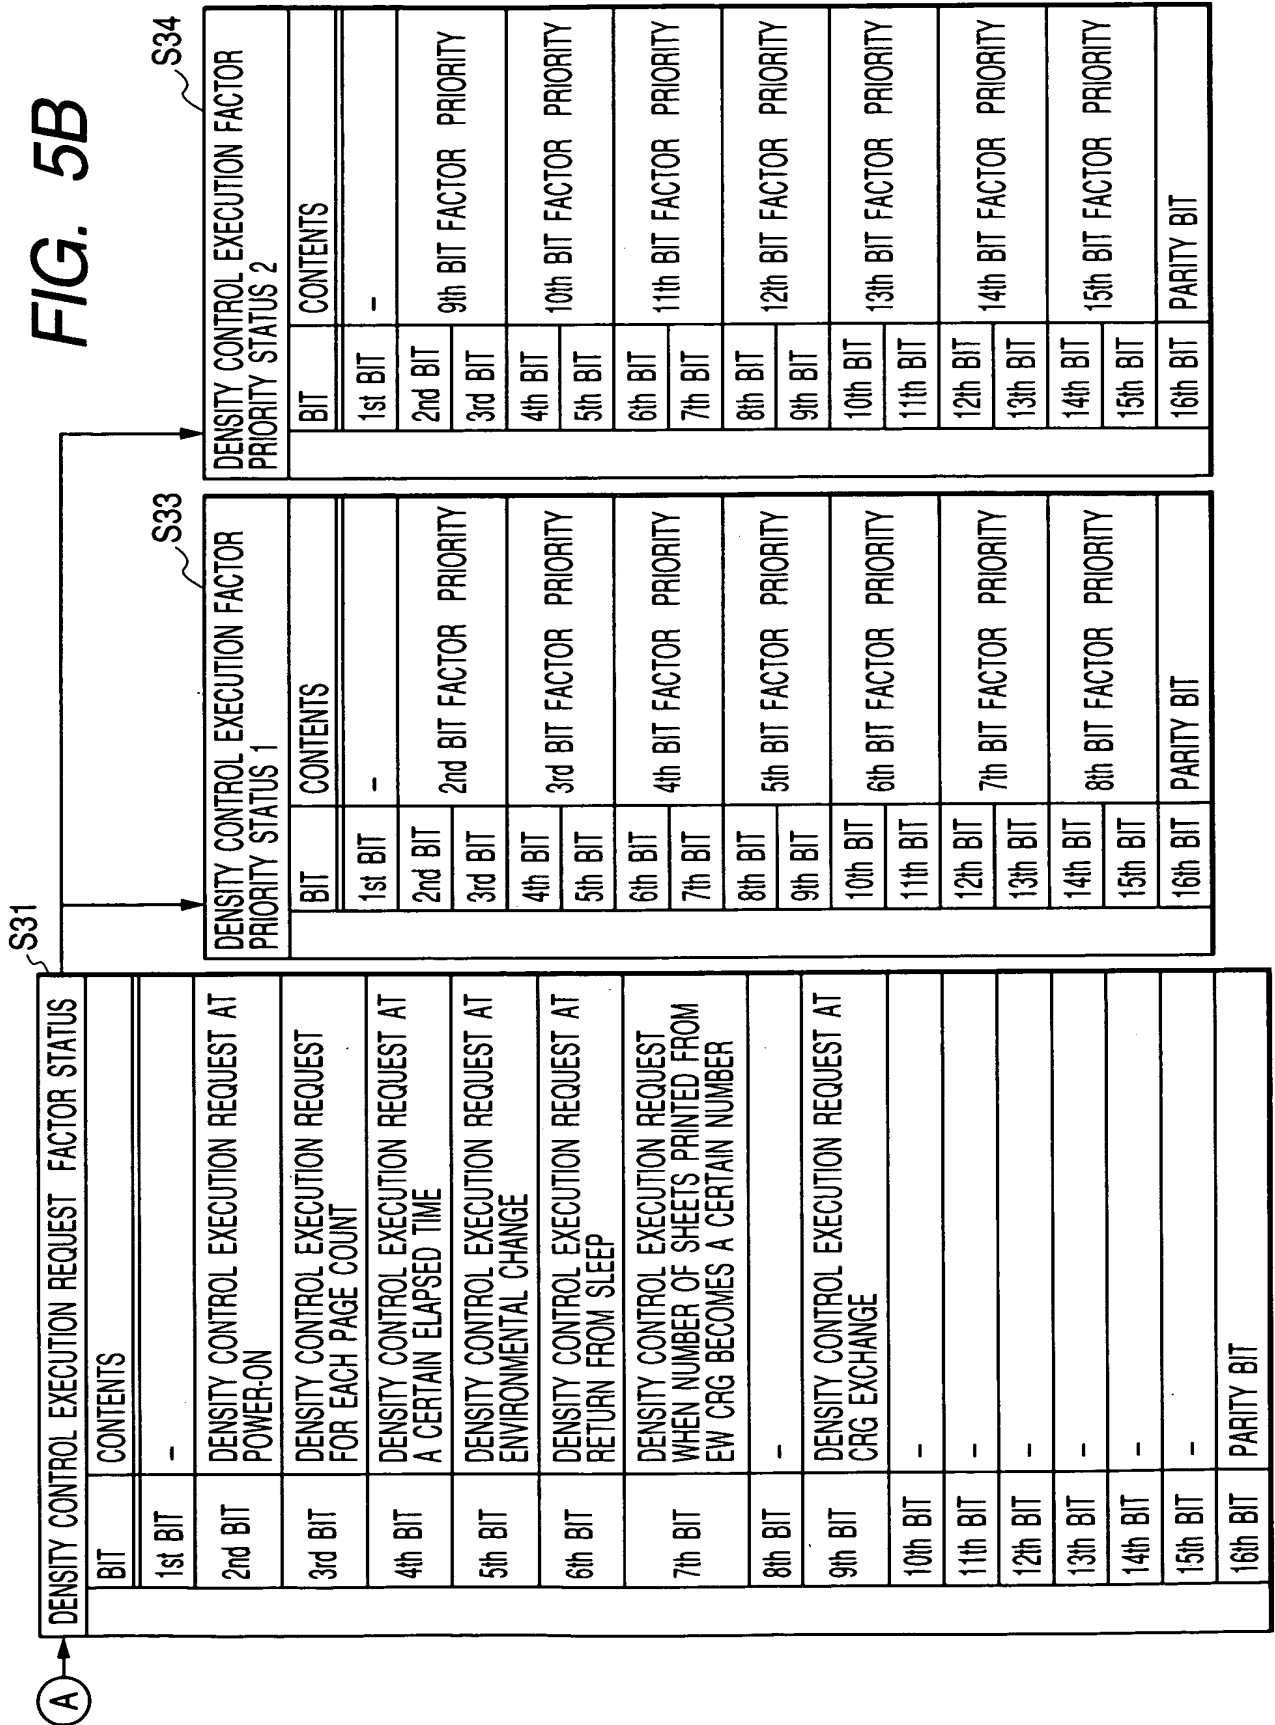 FIG. 5B
A
S31
DENSITY CONTROL EXECUTION REQUEST FACTOR STATUS
BIT CONTENTS
1st BIT –
2nd BIT DENSITY CONTROL EXECUTION REQUEST AT
POWER-ON
3rd BIT DENSITY CONTROL EXECUTION REQUEST
FOR EACH PAGE COUNT
4th BIT DENSITY CONTROL EXECUTION REQUEST AT
A CERTAIN ELAPSED TIME
5th BIT DENSITY CONTROL EXECUTION REQUEST AT
ENVIRONMENTAL CHANGE
6th BIT DENSITY CONTROL EXECUTION REQUEST AT
RETURN FROM SLEEP
7th BIT DENSITY CONTROL EXECUTION REQUEST
WHEN NUMBER OF SHEETS PRINTED FROM
EW CRG BECOMES A CERTAIN NUMBER
8th BIT –
9th BIT DENSITY CONTROL EXECUTION REQUEST AT
CRG EXCHANGE
10th BIT –
11th BIT –
12th BIT –
13th BIT –
14th BIT –
15th BIT –
16th BIT PARITY BIT
S33
DENSITY CONTROL EXECUTION FACTOR
PRIORITY STATUS 1
BIT CONTENTS
1st BIT –
2nd BIT 2nd BIT FACTOR PRIORITY
3rd BIT
4th BIT 3rd BIT FACTOR PRIORITY
5th BIT
6th BIT 4th BIT FACTOR PRIORITY
7th BIT
8th BIT 5th BIT FACTOR PRIORITY
9th BIT
10th BIT 6th BIT FACTOR PRIORITY
11th BIT
12th BIT 7th BIT FACTOR PRIORITY
13th BIT
14th BIT 8th BIT FACTOR PRIORITY
15th BIT
16th BIT PARITY BIT
S34
DENSITY CONTROL EXECUTION FACTOR
PRIORITY STATUS 2
BIT CONTENTS
1st BIT –
2nd BIT 9th BIT FACTOR PRIORITY
3rd BIT
4th BIT 10th BIT FACTOR PRIORITY
5th BIT
6th BIT 11th BIT FACTOR PRIORITY
7th BIT
8th BIT 12th BIT FACTOR PRIORITY
9th BIT
10th BIT 13th BIT FACTOR PRIORITY
11th BIT
12th BIT 14th BIT FACTOR PRIORITY
13th BIT
14th BIT 15th BIT FACTOR PRIORITY
15th BIT
16th BIT PARITY BIT